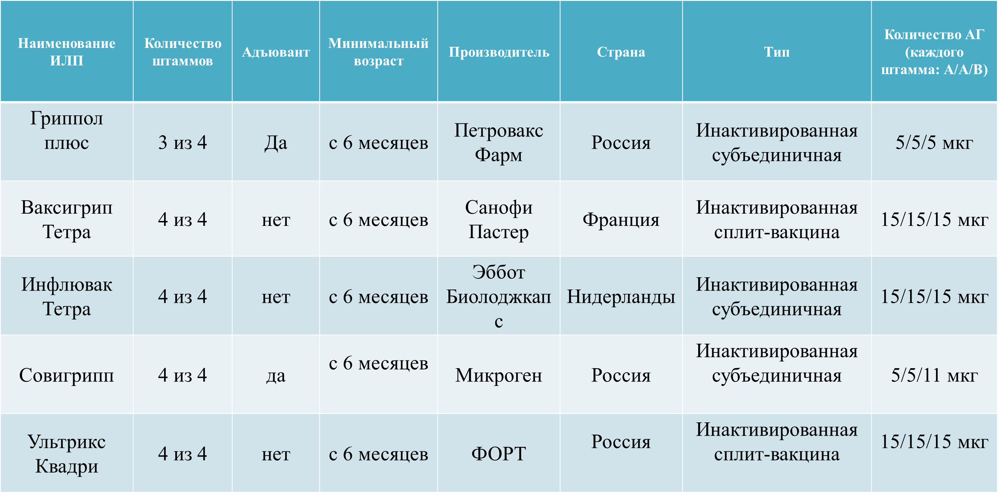 Наименование
ИЛП
Количество
штаммов
Адъювант
Минимальный
возраст
Производитель
Страна
Тип
Количество АГ
(каждого
штамма: А/А/В)
Гриппол
плюс
3 из 4
Да
с 6 месяцев
Петровакс
Фарм
Россия
Инактивированная
субъединичная
5/5/5 мкг
Ваксигрип
Тетра
4 из 4
нет
с 6 месяцев
Санофи
Пастер
Франция
Инактивированная
сплит-вакцина
15/15/15 мкг
Инфлювак
Тетра
4 из 4
нет
с 6 месяцев
Эббот
Биолоджкап
с
Нидерланды
Инактивированная
субъединичная
15/15/15 мкг
Совигрипп
4 из 4
да
с 6 месяцев
Микроген
Россия
Инактивированная
субъединичная
5/5/11 мкг
Ультрикс
Квадри
4 из 4
нет
с 6 месяцев
ФОРТ
Россия
Инактивированная
сплит-вакцина
15/15/15 мкг